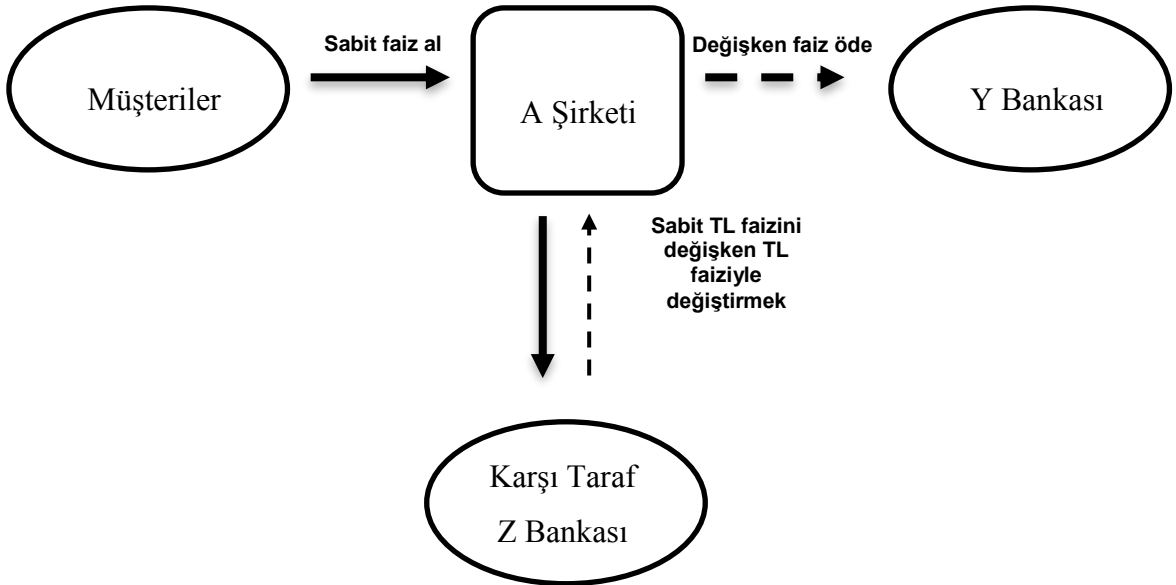 Sabit faiz al
Değişken faiz öde
Müşteriler
A Şirketi
Y Bankası
Sabit TL faizini
değişken TL
faiziyle
değiştirmek
Karşı Taraf
Z Bankası